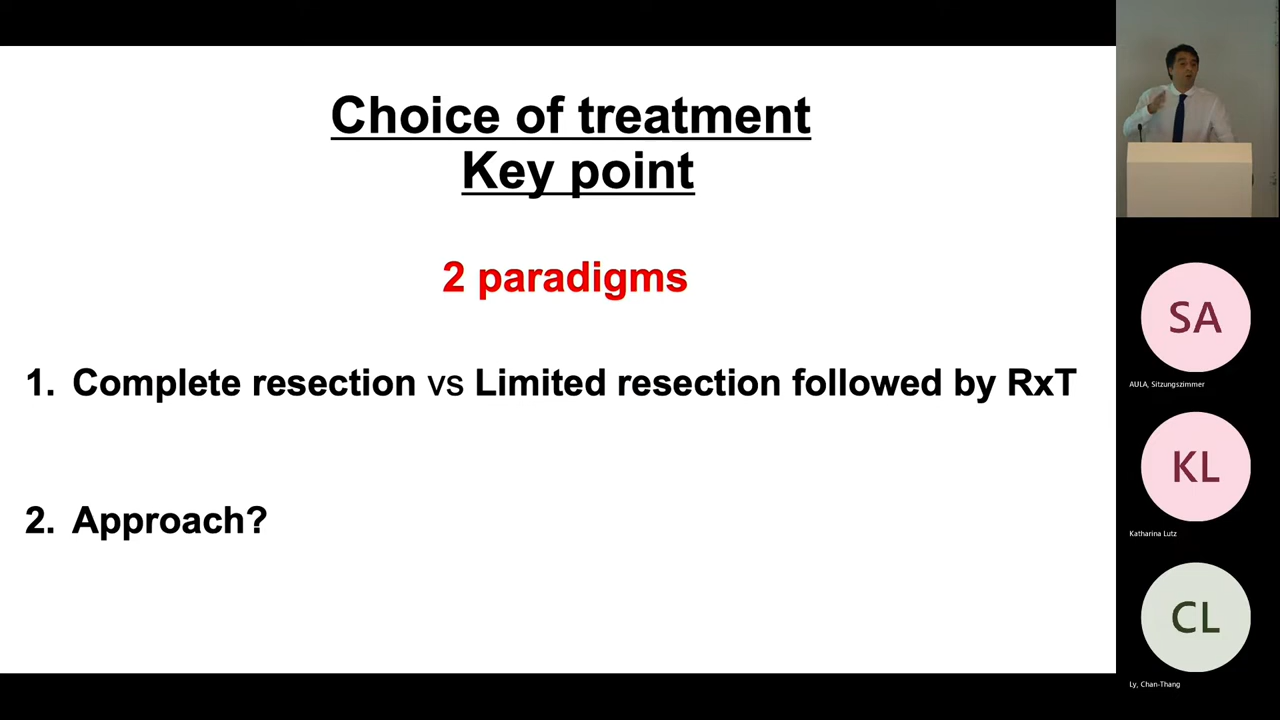 Choice of treatment
Key point
2 paradigms
1. Complete resection vs Limited resection followed by RxT
2. Approach?
SA
AULA, Sitzungszimmer
KL
Katharina Lutz
CL
Ly, Chan-Thang